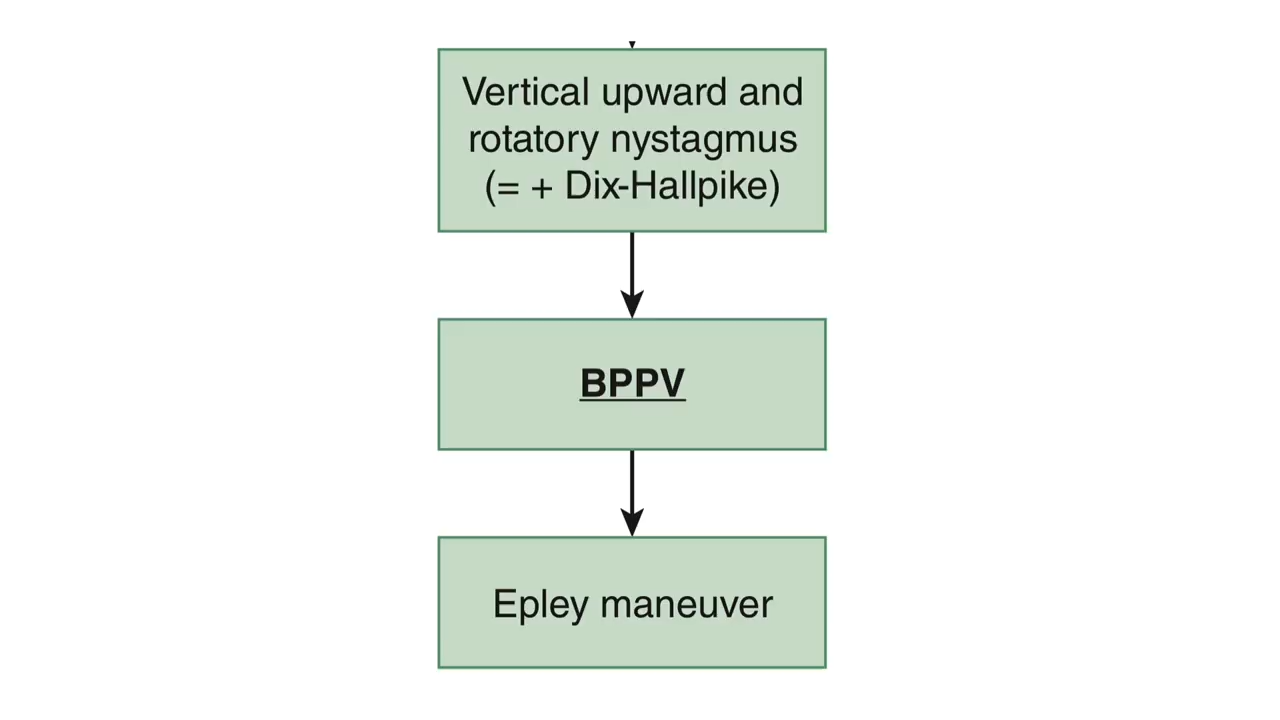 Vertical upward and
rotatory nystagmus
(= + Dix-Hallpike)
BPPV
Epley maneuver